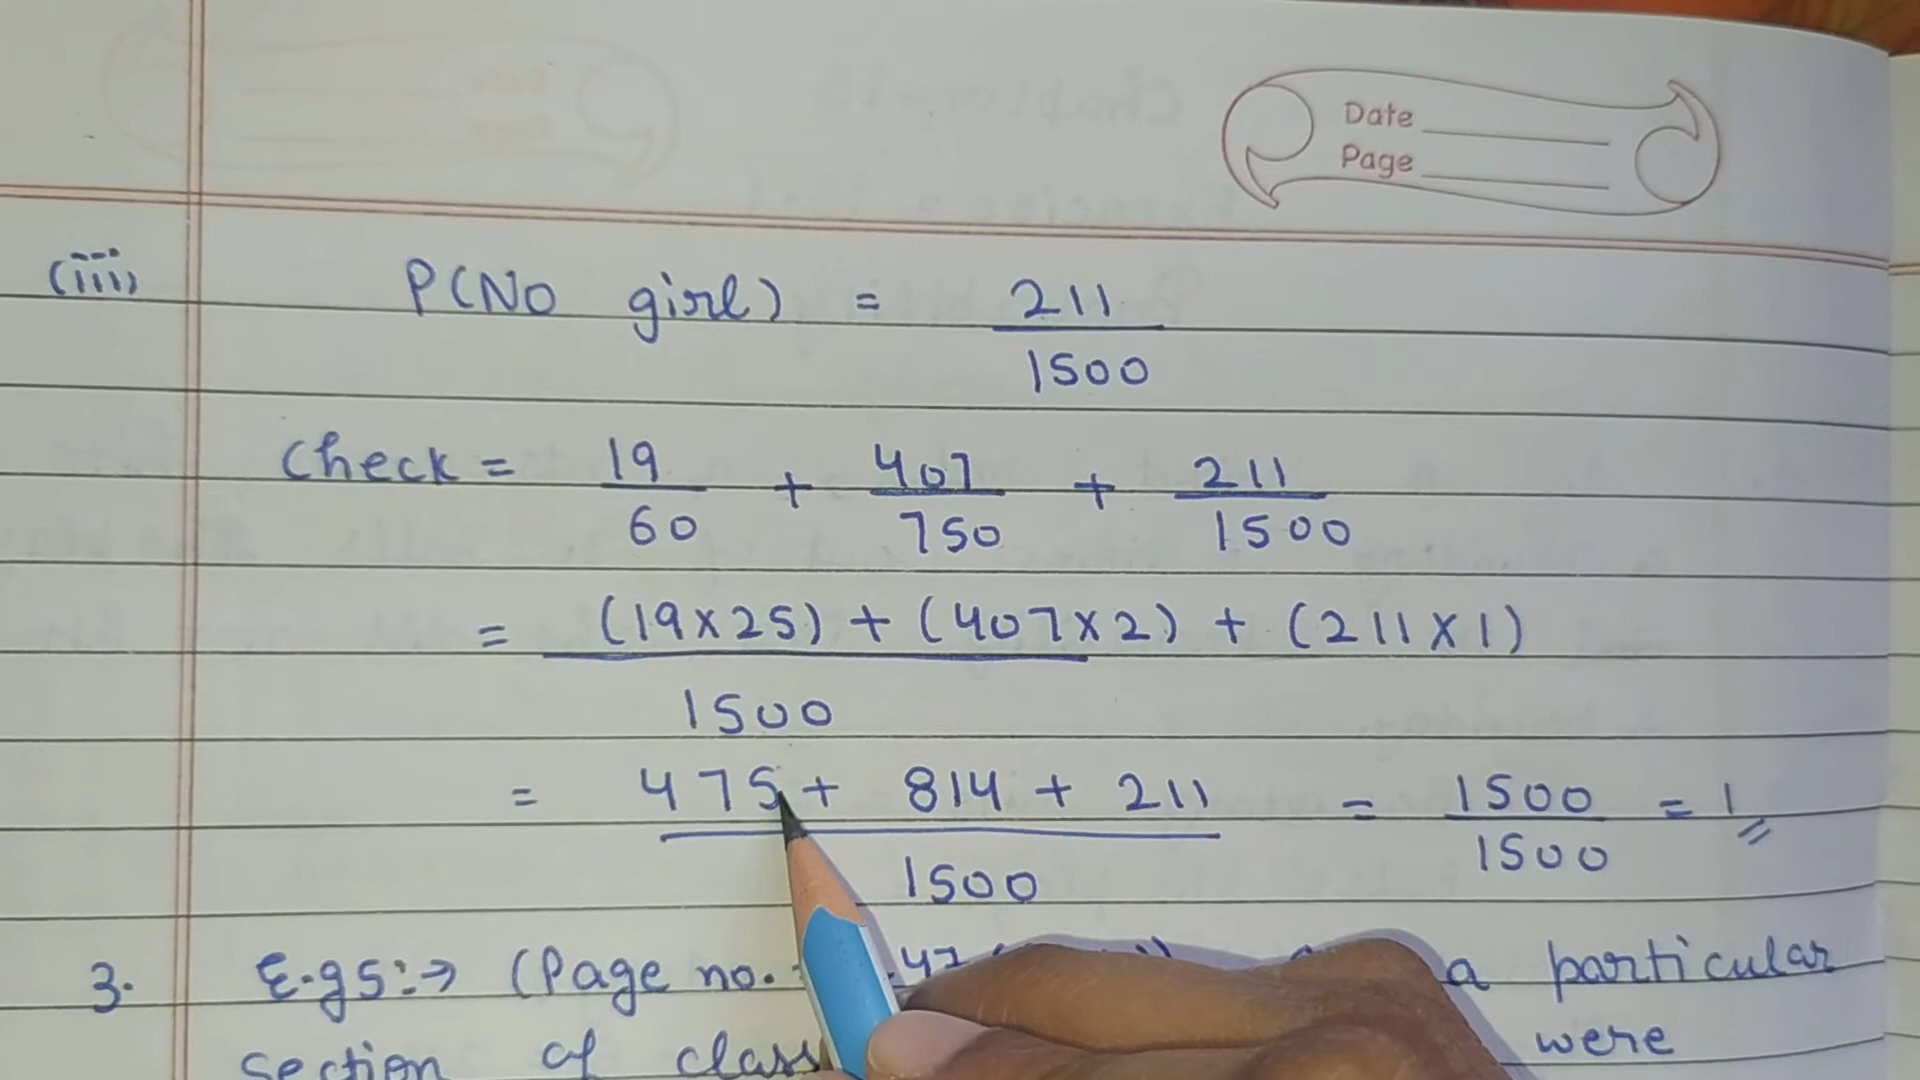 Date
Page
(iii) P(No girl) = 211/1500
Check = 19/60 + 407/750 + 211/1500
= (19×25) + (407×2) + (211×1)
1500
= 475 + 814 + 211 / 1500 = 1500/1500 = 1
3. E.g 5:→ (Page no. a particular
section of class were